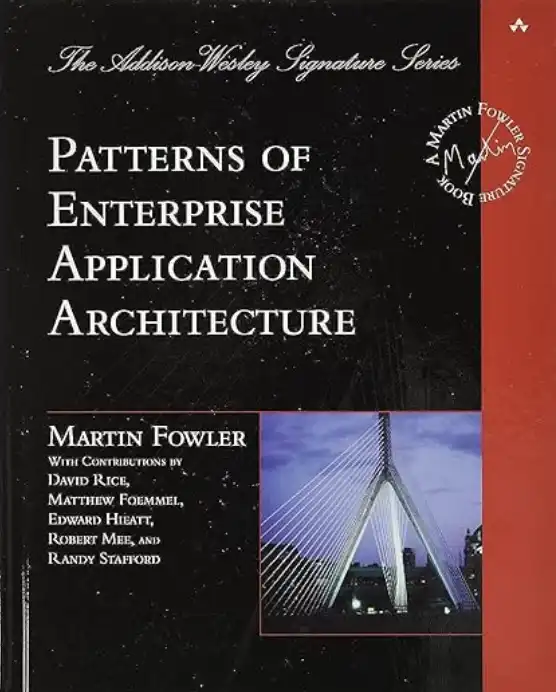 The Addison-Wesley Signature Series
A MARTIN FOWLER SIGNATURE BOOK
Martin
PATTERNS OF
ENTERPRISE
APPLICATION
ARCHITECTURE
MARTIN FOWLER
WITH CONTRIBUTIONS BY
DAVID RICE,
MATTHEW FOEMMEL,
EDWARD HIEATT,
ROBERT MEE, AND
RANDY STAFFORD